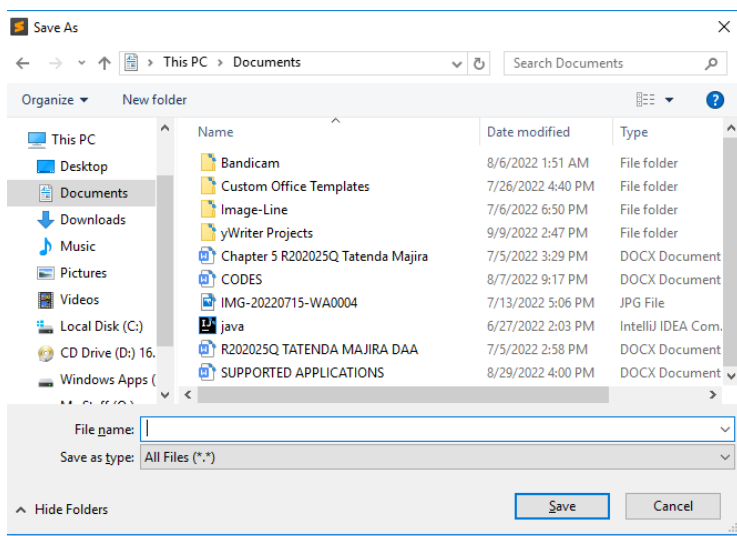 Save As
This PC > Documents
Search Documents
Organize
New folder
Name Date modified Type
This PC
Desktop
Documents
Downloads
Music
Pictures
Videos
Local Disk (C:)
CD Drive (D:) 16.
Windows Apps (
Bandicam 8/6/2022 1:51 AM File folder
Custom Office Templates 7/26/2022 4:40 PM File folder
Image-Line 7/6/2022 6:50 PM File folder
yWriter Projects 9/9/2022 2:47 PM File folder
Chapter 5 R202025Q Tatenda Majira 7/5/2022 3:29 PM DOCX Document
CODES 8/7/2022 9:17 PM DOCX Document
IMG-20220715-WA0004 7/13/2022 5:06 PM JPG File
java 6/27/2022 2:03 PM IntelliJ IDEA Com.
R202025Q TATENDA MAJIRA DAA 7/5/2022 2:58 PM DOCX Document
SUPPORTED APPLICATIONS 8/29/2022 4:00 PM DOCX Document
File name:
Save as type: All Files (*.*)
Hide Folders
Save
Cancel